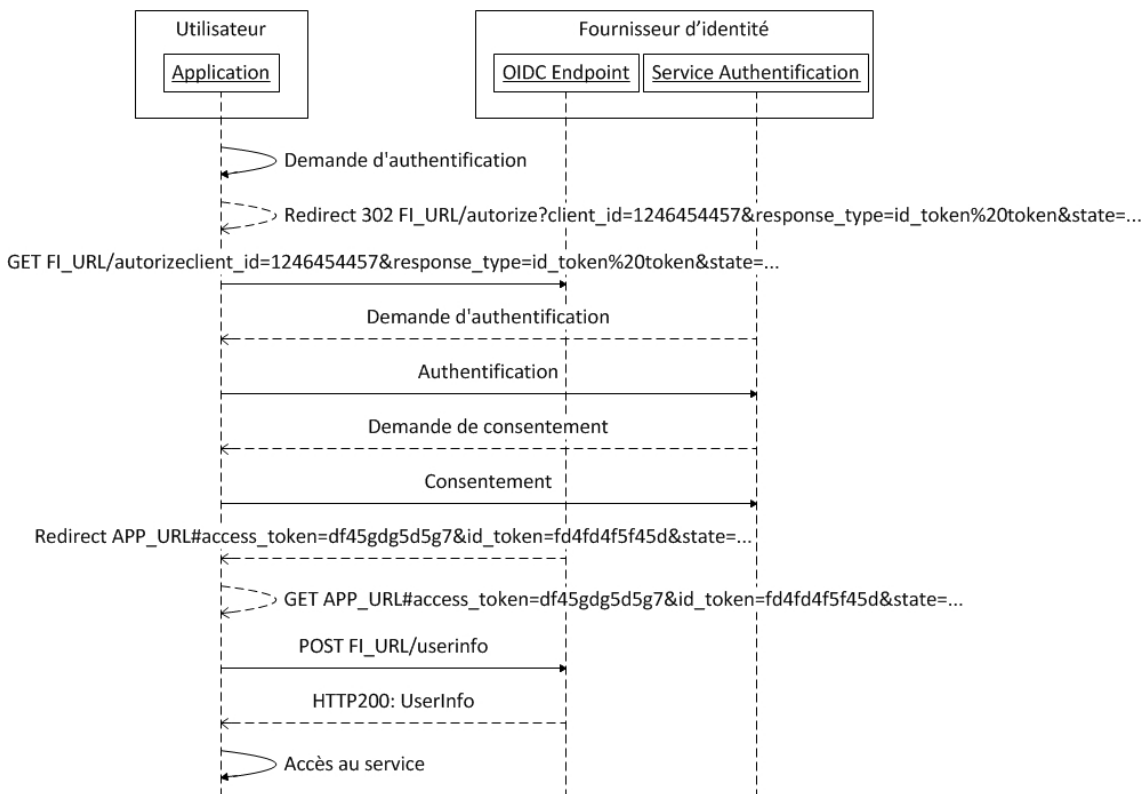 Utilisateur
Fournisseur d’identité
Application
OIDC Endpoint
Service Authentification
Demande d'authentification
Redirect 302 FI_URL/autorize?client_id=1246454457&response_type=id_token%20token&state=...
GET FI_URL/autorizeclient_id=1246454457&response_type=id_token%20token&state=...
Demande d'authentification
Authentification
Demande de consentement
Consentement
Redirect APP_URL#access_token=df45gdg5d5g7&id_token=fd4fd4f5f45d&state=...
GET APP_URL#access_token=df45gdg5d5g7&id_token=fd4fd4f5f45d&state=...
POST FI_URL/userinfo
HTTP200: UserInfo
Accès au service